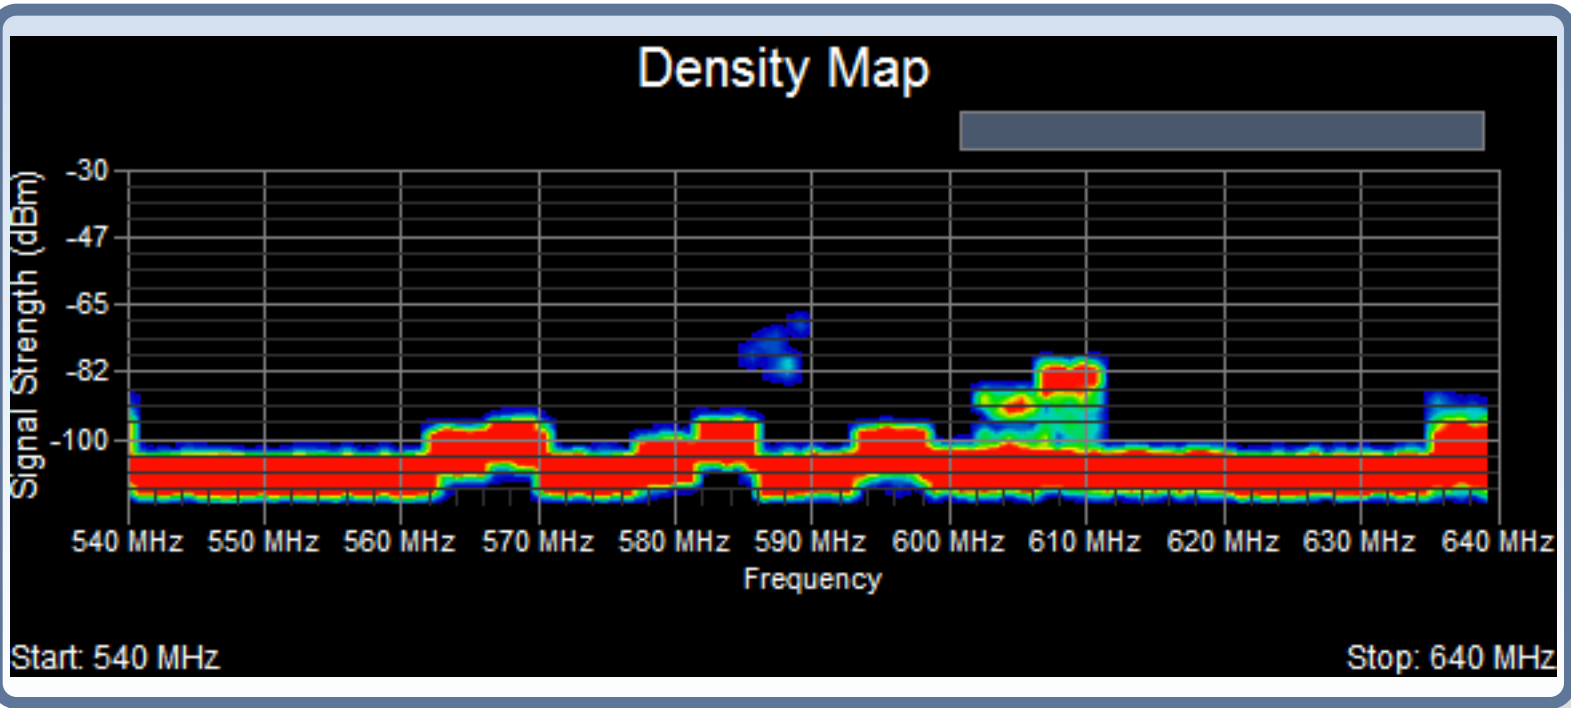 Density Map
Signal Strength (dBm)
-30
-47
-65
-82
-100
540 MHz 550 MHz 560 MHz 570 MHz 580 MHz 590 MHz 600 MHz 610 MHz 620 MHz 630 MHz 640 MHz
Frequency
Start: 540 MHz
Stop: 640 MHz